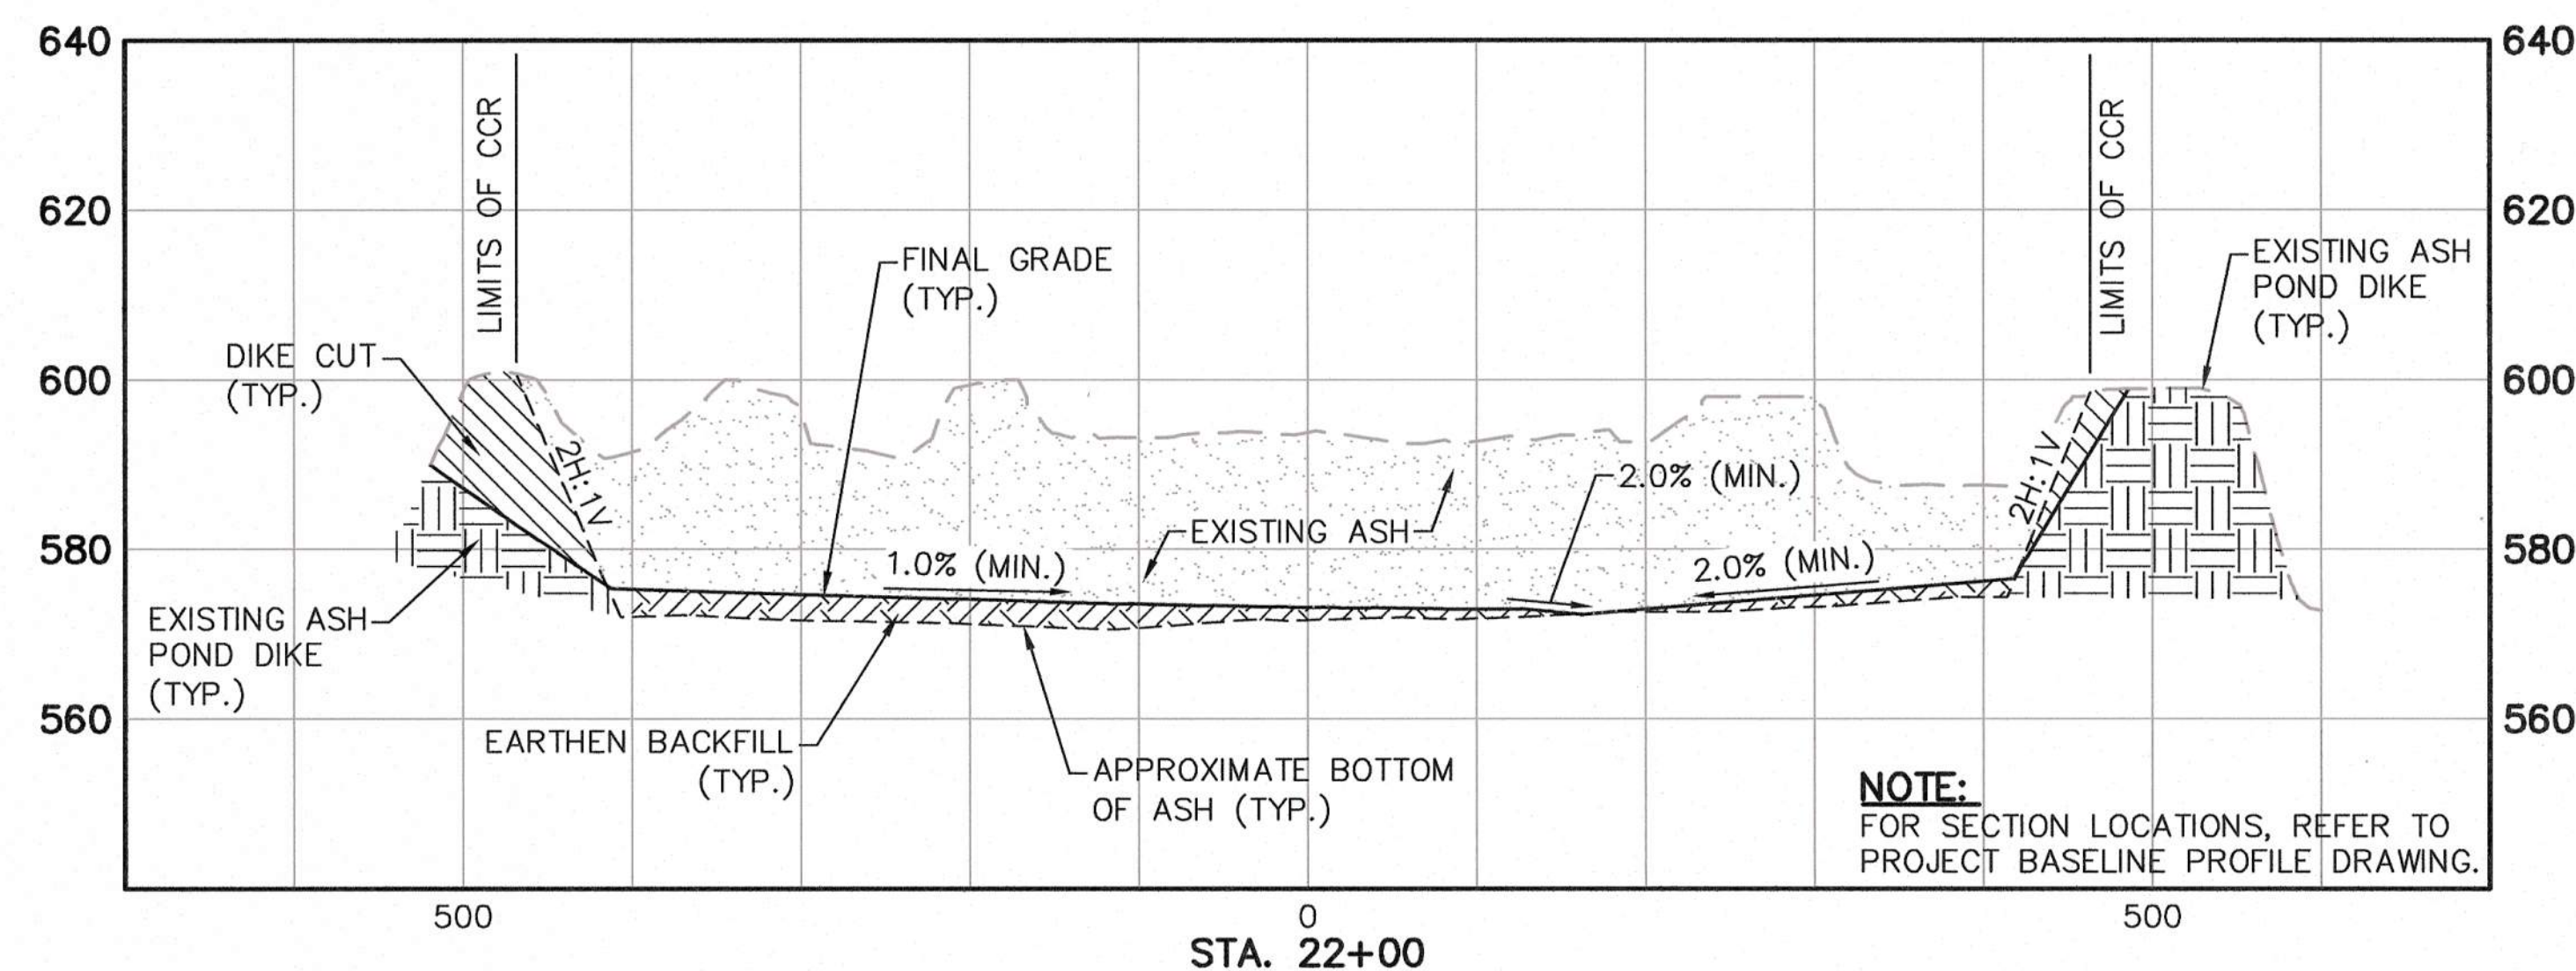 640
640
LIMITS OF CCR
LIMITS OF CCR
620
620
FINAL GRADE
(TYP.)
EXISTING ASH
POND DIKE
(TYP.)
DIKE CUT
(TYP.)
600
600
2H:1V
2H:1V
2.0% (MIN.)
EXISTING ASH
580
580
1.0% (MIN.)
2.0% (MIN.)
EXISTING ASH
POND DIKE
(TYP.)
560
560
EARTHEN BACKFILL
(TYP.)
APPROXIMATE BOTTOM
OF ASH (TYP.)
NOTE:
FOR SECTION LOCATIONS, REFER TO
PROJECT BASELINE PROFILE DRAWING.
500
0
500
STA. 22+00